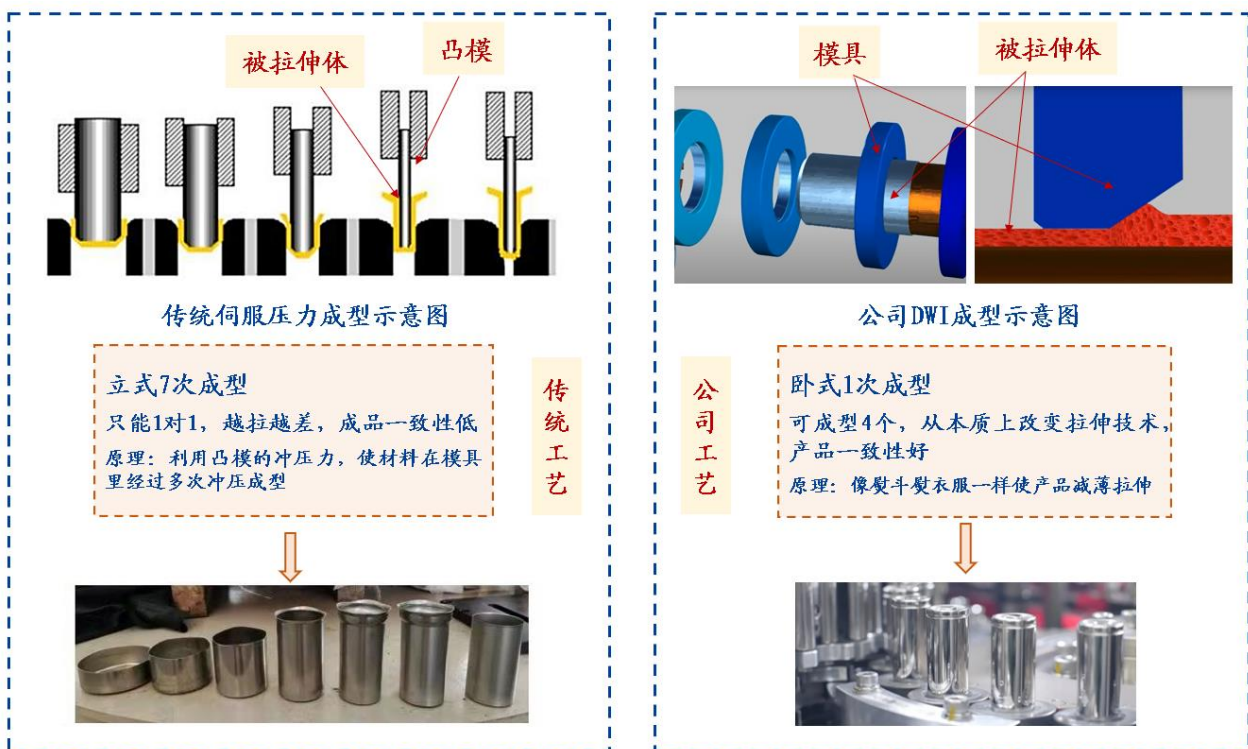 被拉伸体
凸模
传统伺服压力成型示意图
立式7次成型
只能1对1，越拉越差，成品一致性低
原理：利用凸模的冲压力，使材料在模具
里经过多次冲压成型
传统工艺
模具
被拉伸体
公司DWI成型示意图
公司工艺
卧式1次成型
可成型4个，从本质上改变拉伸技术，
产品一致性好
原理：像熨斗熨衣服一样使产品减薄拉伸